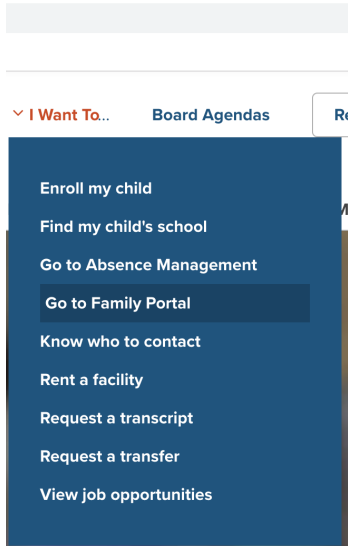 I Want To...
Board Agendas
Re
M
Enroll my child
Find my child's school
Go to Absence Management
Go to Family Portal
Know who to contact
Rent a facility
Request a transcript
Request a transfer
View job opportunities